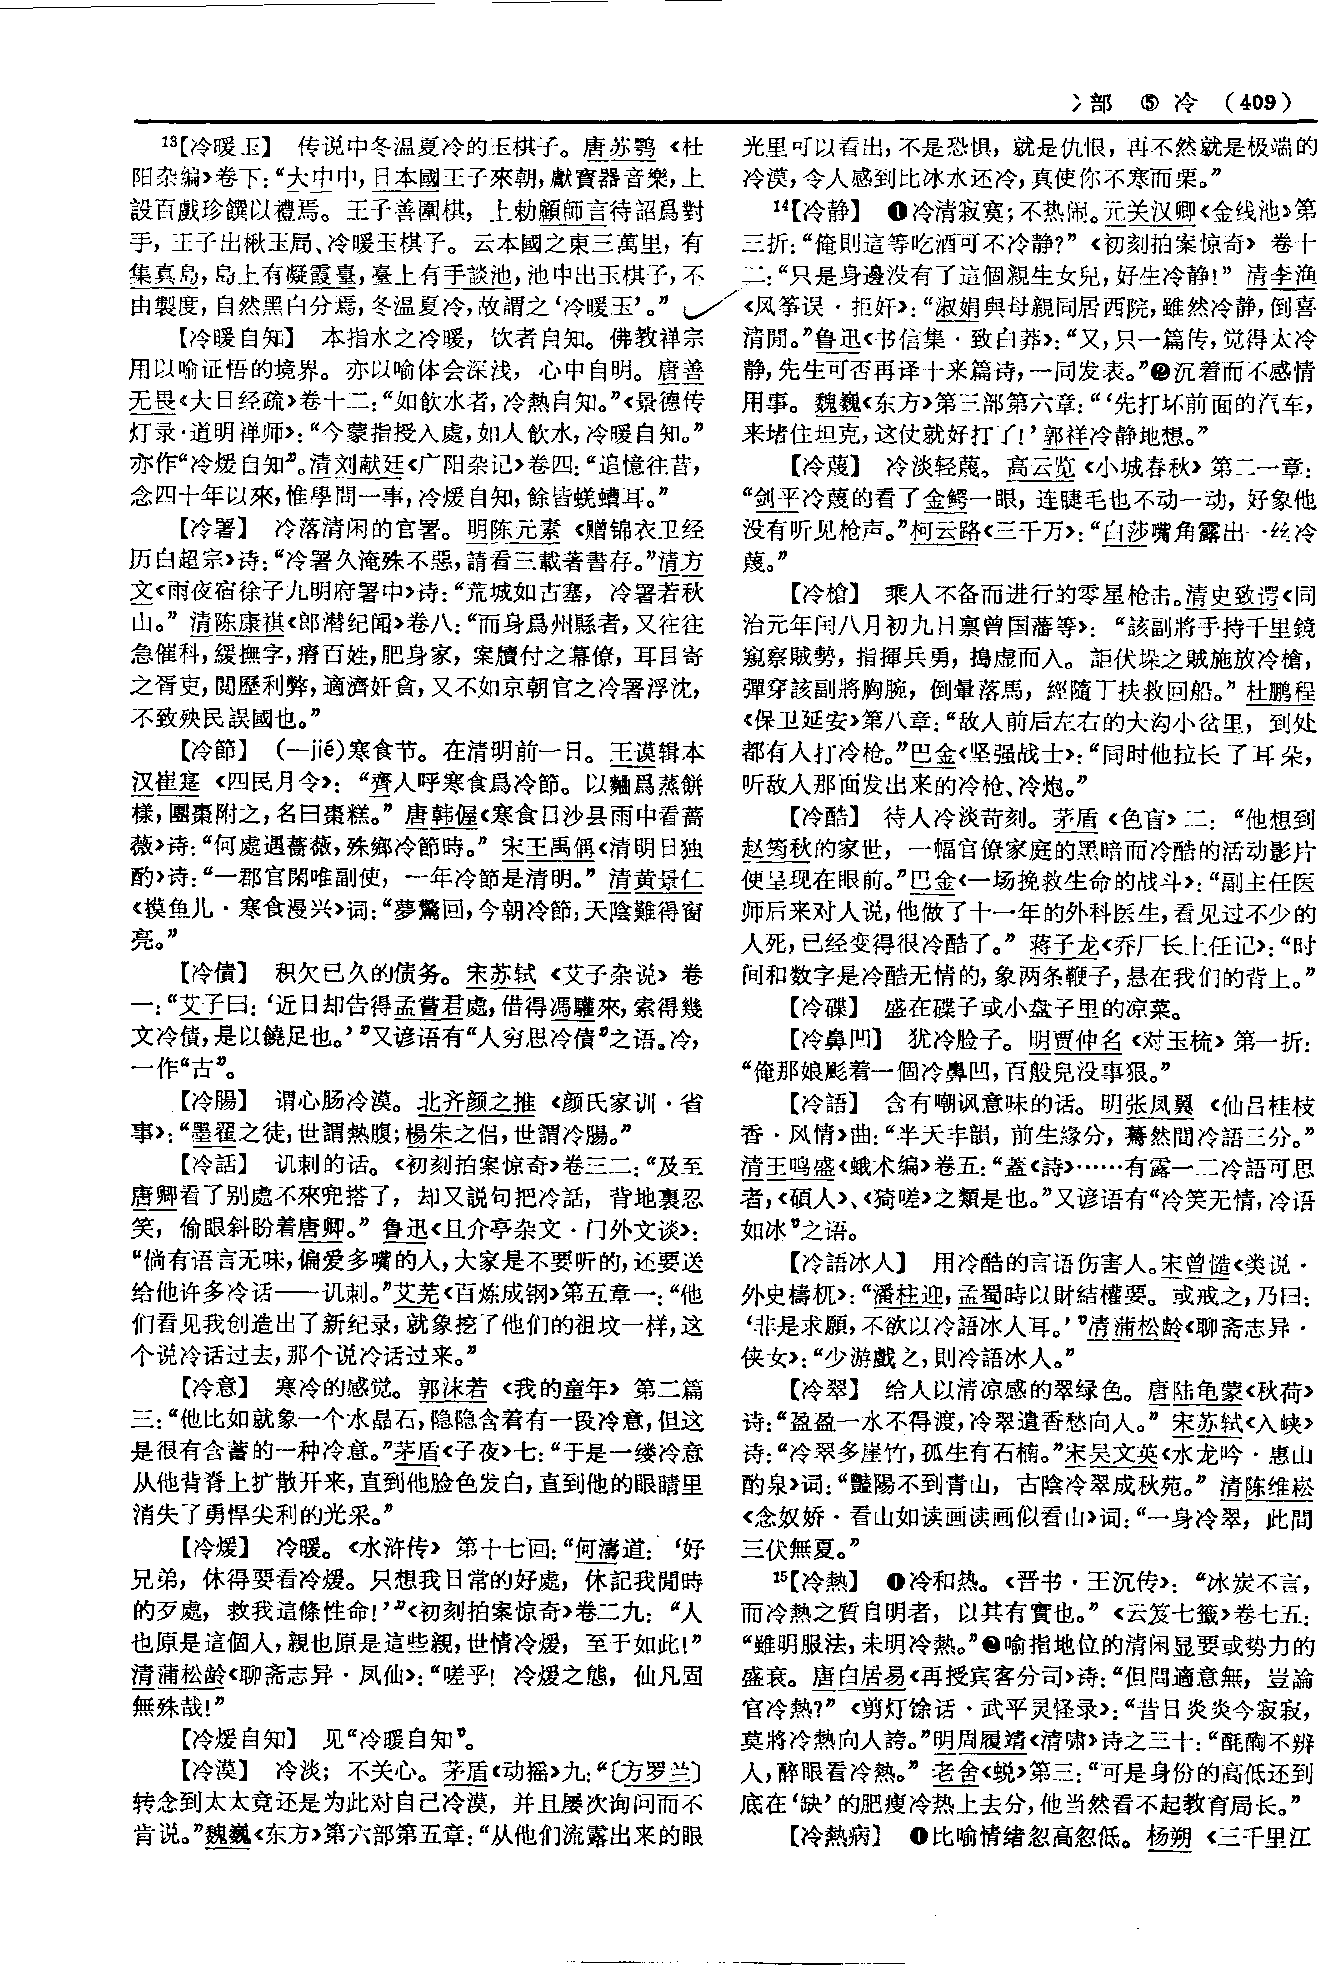 冫部 ⑤ 冷 （409）
¹³【冷暖玉】 传说中冬温夏冷的玉棋子。唐苏鹗《杜
阳杂编》卷下：“大中中，日本國王子來朝，獻寶器音樂，上
設百戲珍饌以禮焉。王子善圍棋，上勅顧師言待詔爲對
手，王子出楸玉局、冷暖玉棋子。云本國之東三萬里，有
集真島，島上有凝霞臺，臺上有手談池，池中出玉棋子，不
由製度，自然黑白分焉，冬温夏冷，故謂之‘冷暖玉’。”
【冷暖自知】 本指水之冷暖，饮者自知。佛教禅宗
用以喻证悟的境界。亦以喻体会深浅，心中自明。唐善
无畏《大日经疏》卷十二：“如飲水者，冷熱自知。”《景德传
灯录·道明禅师》：“今蒙指授入處，如人飲水，冷暖自知。”
亦作“冷煖自知”。清刘献廷《广阳杂记》卷四：“追憶往昔，
念四十年以來，惟學問一事，冷煖自知，餘皆蜣螬耳。”
【冷署】 冷落清闲的官署。明陈元素《赠锦衣卫经
历白超宗》诗：“冷署久淹殊不惡，請看三載著書存。”清方
文《雨夜宿徐子九明府署中》诗：“荒城如古塞，冷署若秋
山。”清陈康祺《郎潜纪闻》卷八：“而身爲州縣者，又往往
急催科，緩撫字，瘠百姓，肥身家，案牘付之幕僚，耳目寄
之胥吏，閲歷利弊，適濟奸貪，又不如京朝官之冷署浮沈，
不致殃民誤國也。”
【冷節】 （—jié）寒食节。在清明前一日。王谟辑本
汉崔寔《四民月令》：“齊人呼寒食爲冷節。以麯爲蒸餅
樣，團棗附之，名曰棗糕。”唐韩偓《寒食日沙县雨中看蔷
薇》诗：“何處遇薔薇，殊鄉冷節時。”宋王禹偁《清明日独
酌》诗：“一郡官閑唯副使，一年冷節是清明。”清黄景仁
《摸鱼儿·寒食漫兴》词：“夢驚回，今朝冷節，天陰難得窗
亮。”
【冷債】 积欠已久的债务。宋苏轼《艾子杂说》卷
一：“艾子曰：‘近日却告得孟嘗君處，借得馮驩來，索得幾
文冷債，是以饒足也。’”又谚语有“人穷思冷債”之语。冷，
一作“古”。
【冷腸】 谓心肠冷漠。北齐颜之推《颜氏家训·省
事》：“墨翟之徒，世謂熱腹；楊朱之侣，世謂冷腸。”
【冷話】 讥刺的话。《初刻拍案惊奇》卷三二：“及至
唐卿看了别處不來兜搭了，却又説句把冷話，背地裏忍
笑，偷眼斜盼着唐卿。”鲁迅《且介亭杂文·门外文谈》：
“倘有语言无味，偏爱多嘴的人，大家是不要听的，还要送
给他许多冷话——讥刺。”艾芜《百炼成钢》第五章一：“他
们看见我创造出了新纪录，就象挖了他们的祖坟一样，这
个说冷话过去，那个说冷话过来。”
【冷意】 寒冷的感觉。郭沫若《我的童年》第二篇
三：“他比如就象一个水晶石，隐隐含着有一段冷意，但这
是很有含蓄的一种冷意。”茅盾《子夜》七：“于是一缕冷意
从他背脊上扩散开来，直到他脸色发白，直到他的眼睛里
消失了勇悍尖利的光采。”
【冷煖】 冷暖。《水浒传》第十七回：“何濤道：‘好
兄弟，休得要看冷煖。只想我日常的好處，休記我閒時
的歹處，救我這條性命！’”《初刻拍案惊奇》卷二九：“人
也原是這個人，親也原是這些親，世情冷煖，至于如此！”
清蒲松龄《聊斋志异·凤仙》：“嗟乎！冷煖之態，仙凡固
無殊哉！”
【冷煖自知】 见“冷暖自知”。
【冷漠】 冷淡；不关心。茅盾《动摇》九：“〔方罗兰〕
转念到太太竟还是为此对自己冷漠，并且屡次询问而不
肯说。”魏巍《东方》第六部第五章：“从他们流露出来的眼
光里可以看出，不是恐惧，就是仇恨，再不然就是极端的
冷漠，令人感到比冰水还冷，真使你不寒而栗。”
¹⁴【冷静】 ❶冷清寂寞；不热闹。元关汉卿《金线池》第
三折：“俺則這等吃酒可不冷静？”《初刻拍案惊奇》卷十
二：“只是身邊没有了這個親生女兒，好生冷静！”清李渔
《风筝误·拒奸》：“淑娟與母親同居西院，雖然冷静，倒喜
清閒。”鲁迅《书信集·致白莽》：“又，只一篇传，觉得太冷
静，先生可否再译十来篇诗，一同发表。”❷沉着而不感情
用事。魏巍《东方》第三部第六章：“‘先打坏前面的汽车，
来堵住坦克，这仗就好打了！’郭祥冷静地想。”
【冷蔑】 冷淡轻蔑。高云览《小城春秋》第二一章：
“剑平冷蔑的看了金鳄一眼，连睫毛也不动一动，好象他
没有听见枪声。”柯云路《三千万》：“白莎嘴角露出一丝冷
蔑。”
【冷槍】 乘人不备而进行的零星枪击。清史致谔《同
治元年闰八月初九日禀曾国藩等》：“該副將手持千里鏡
窺察賊勢，指揮兵勇，搗虚而入。詎伏垛之賊施放冷槍，
彈穿該副將胸腕，倒暈落馬，經隨丁扶救回船。”杜鹏程
《保卫延安》第八章：“敌人前后左右的大沟小岔里，到处
都有人打冷枪。”巴金《坚强战士》：“同时他拉长了耳朵，
听敌人那面发出来的冷枪、冷炮。”
【冷酷】 待人冷淡苛刻。茅盾《色盲》二：“他想到
赵筠秋的家世，一幅官僚家庭的黑暗而冷酷的活动影片
便呈现在眼前。”巴金《一场挽救生命的战斗》：“副主任医
师后来对人说，他做了十一年的外科医生，看见过不少的
人死，已经变得很冷酷了。”蒋子龙《乔厂长上任记》：“时
间和数字是冷酷无情的，象两条鞭子，悬在我们的背上。”
【冷碟】 盛在碟子或小盘子里的凉菜。
【冷鼻凹】 犹冷脸子。明贾仲名《对玉梳》第一折：
“俺那娘颩着一個冷鼻凹，百般兒没事狠。”
【冷語】 含有嘲讽意味的话。明张凤翼《仙吕桂枝
香·风情》曲：“半天丰韻，前生緣分，驀然間冷語三分。”
清王鸣盛《蛾术编》卷五：“蓋《詩》……有露一二冷語可思
者，《碩人》、《猗嗟》之類是也。”又谚语有“冷笑无情，冷语
如冰”之语。
【冷語冰人】 用冷酷的言语伤害人。宋曾慥《类说·
外史檮杌》：“潘柱迎，孟蜀時以財結權要。或戒之，乃曰：
‘非是求願，不欲以冷語冰人耳。’”清蒲松龄《聊斋志异·
侠女》：“少游戲之，則冷語冰人。”
【冷翠】 给人以清凉感的翠绿色。唐陆龟蒙《秋荷》
诗：“盈盈一水不得渡，冷翠遺香愁向人。”宋苏轼《入峡》
诗：“冷翠多崖竹，孤生有石楠。”宋吴文英《水龙吟·惠山
酌泉》词：“豔陽不到青山，古陰冷翠成秋苑。”清陈维崧
《念奴娇·看山如读画读画似看山》词：“一身冷翠，此間
三伏無夏。”
¹⁵【冷熱】 ❶冷和热。《晋书·王沉传》：“冰炭不言，
而冷熱之質自明者，以其有實也。”《云笈七籤》卷七五：
“雖明服法，未明冷熱。”❷喻指地位的清闲显要或势力的
盛衰。唐白居易《再授宾客分司》诗：“但問適意無，豈論
官冷熱？”《剪灯馀话·武平灵怪录》：“昔日炎炎今寂寂，
莫將冷熱向人誇。”明周履靖《清啸》诗之三十：“酕醄不辨
人，醉眼看冷熱。”老舍《蜕》第三：“可是身份的高低还到
底在‘缺’的肥瘦冷热上去分，他当然看不起教育局长。”
【冷熱病】 ❶比喻情绪忽高忽低。杨朔《三千里江